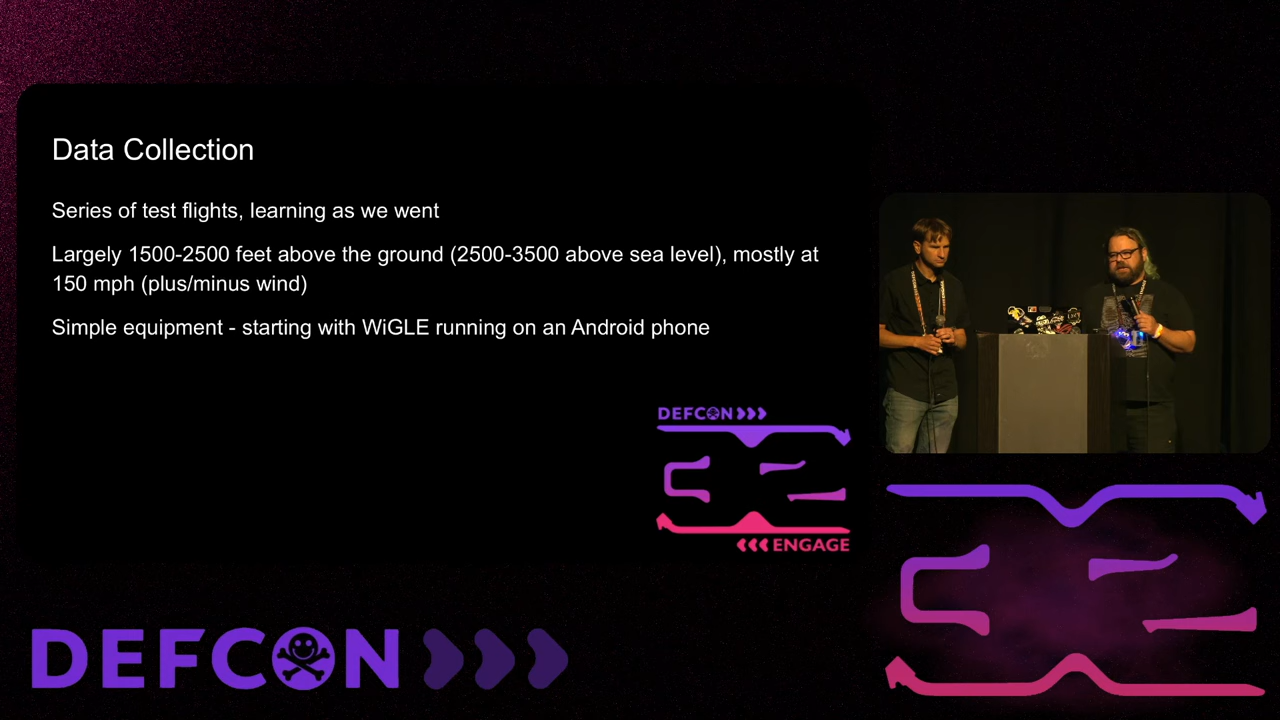 Data Collection
Series of test flights, learning as we went
Largely 1500-2500 feet above the ground (2500-3500 above sea level), mostly at
150 mph (plus/minus wind)
Simple equipment - starting with WiGLE running on an Android phone
DEFCON
ENGAGE
DEFCON